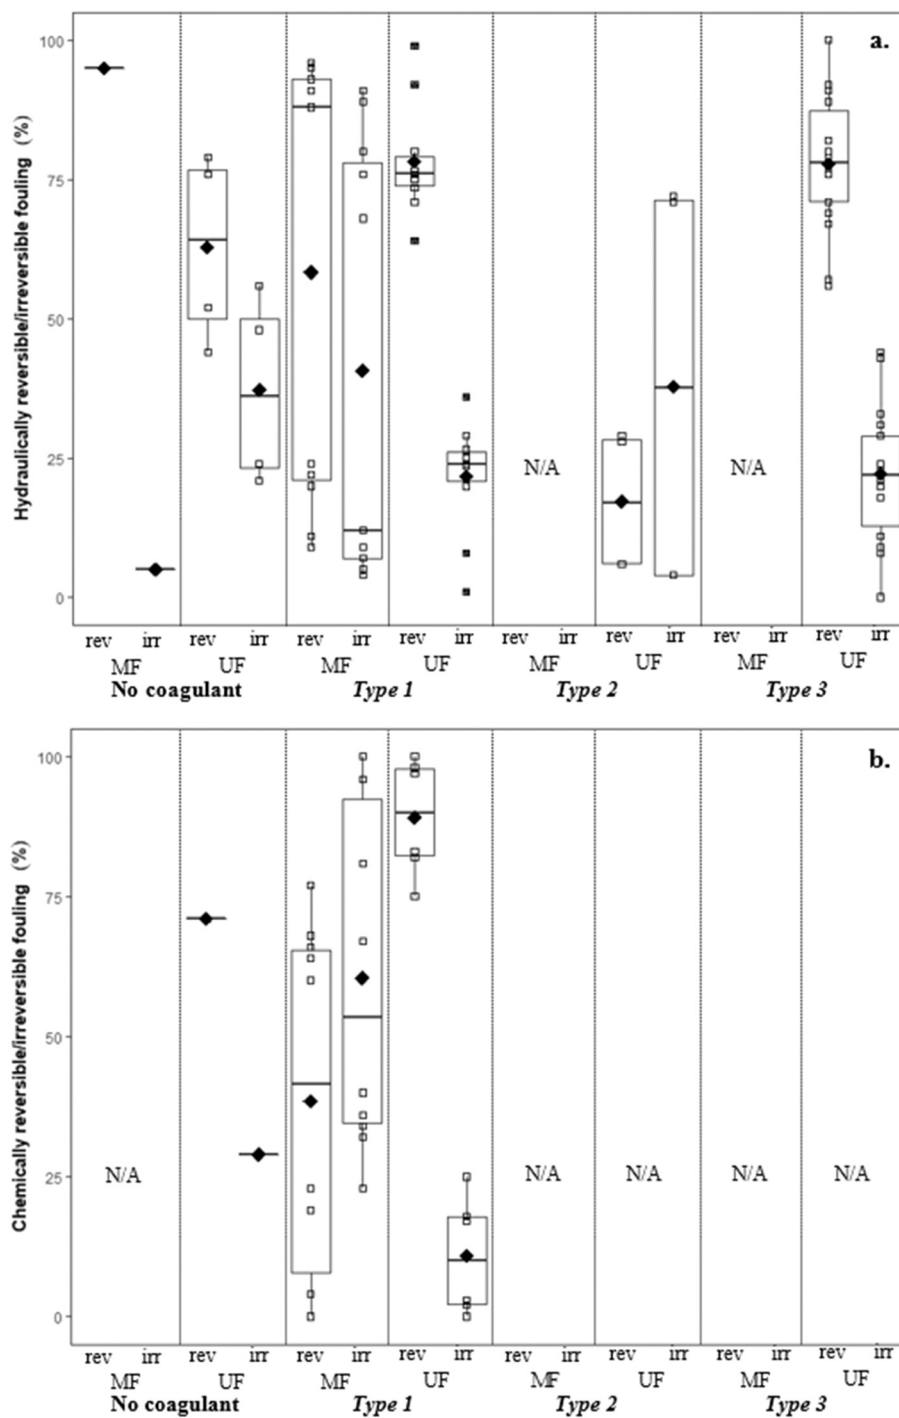 a.
Hydraulically reversible/irreversible fouling (%)
100
75
50
25
0
N/A N/A
rev irr rev irr rev irr rev irr rev irr rev irr rev irr rev irr
MF UF MF UF MF UF MF UF
No coagulant Type 1 Type 2 Type 3
b.
Chemically reversible/irreversible fouling (%)
100
75
50
25
0
N/A N/A N/A N/A N/A
rev irr rev irr rev irr rev irr rev irr rev irr rev irr rev irr
MF UF MF UF MF UF MF UF
No coagulant Type 1 Type 2 Type 3